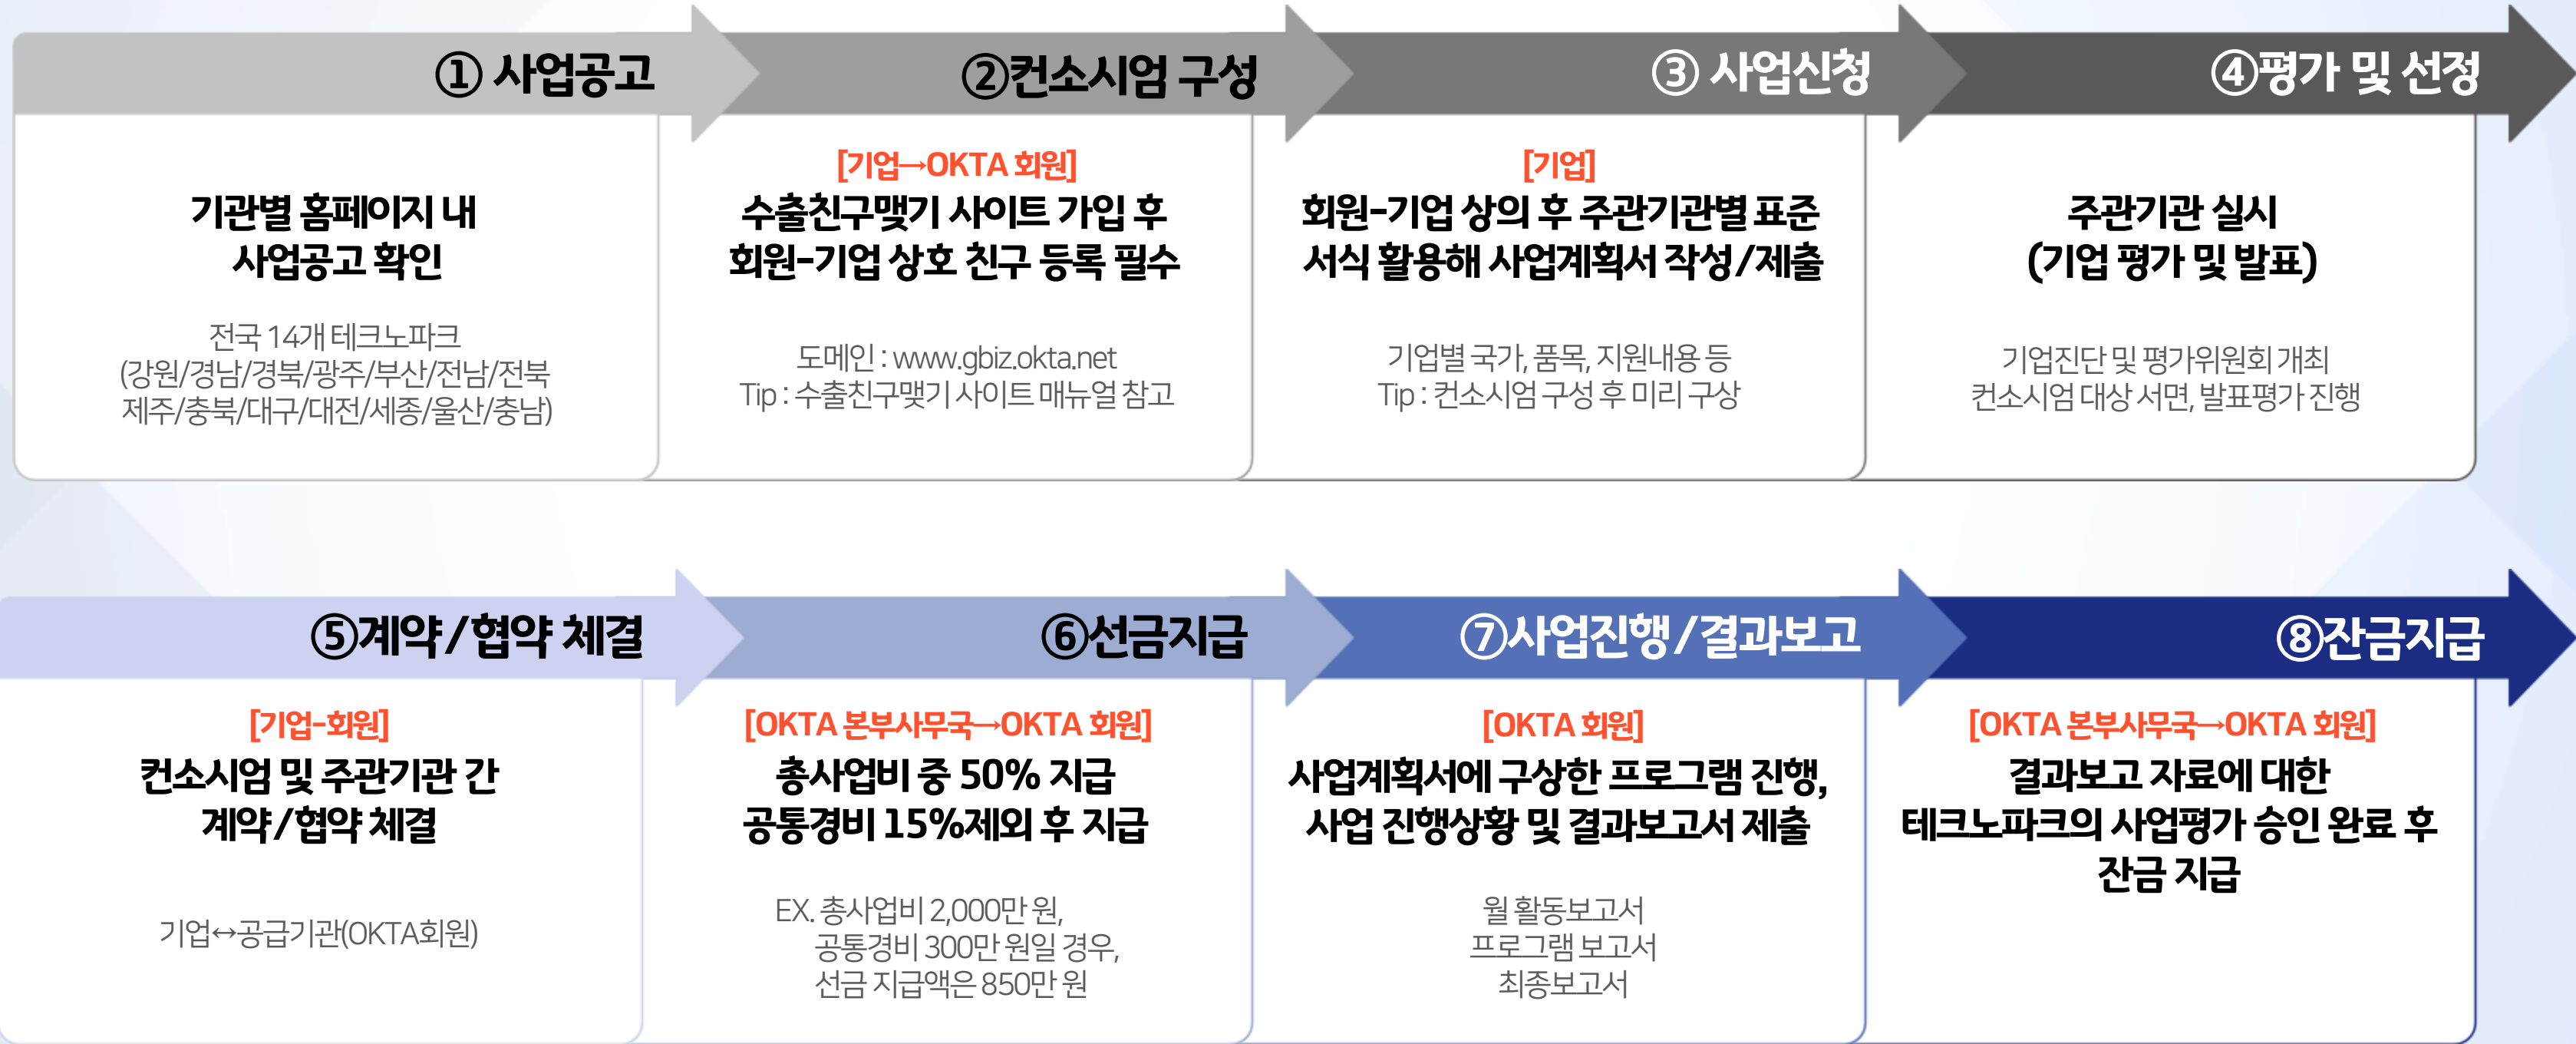 ① 사업공고
기관별 홈페이지 내
사업공고 확인
전국 14개 테크노파크
(강원/경남/경북/광주/부산/전남/전북
제주/충북/대구/대전/세종/울산/충남)
②컨소시엄 구성
[기업→OKTA 회원]
수출친구맺기 사이트 가입 후
회원-기업 상호 친구 등록 필수
도메인 : www.gbiz.okta.net
Tip : 수출친구맺기 사이트 매뉴얼 참고
③ 사업신청
[기업]
회원-기업 상의 후 주관기관별 표준
서식 활용해 사업계획서 작성/제출
기업별 국가, 품목, 지원내용 등
Tip : 컨소시엄 구성 후 미리 구상
④평가 및 선정
주관기관 실시
(기업 평가 및 발표)
기업진단 및 평가위원회 개최
컨소시엄 대상 서면, 발표평가 진행
⑤계약/협약 체결
[기업-회원]
컨소시엄 및 주관기관 간
계약/협약 체결
기업↔공급기관(OKTA회원)
⑥선금지급
[OKTA 본부사무국→OKTA 회원]
총사업비 중 50% 지급
공통경비 15%제외 후 지급
EX. 총사업비 2,000만 원,
공통경비 300만 원일 경우,
선금 지급액은 850만 원
⑦사업진행/결과보고
[OKTA 회원]
사업계획서에 구상한 프로그램 진행,
사업 진행상황 및 결과보고서 제출
월 활동보고서
프로그램 보고서
최종보고서
⑧잔금지급
[OKTA 본부사무국→OKTA 회원]
결과보고 자료에 대한
테크노파크의 사업평가 승인 완료 후
잔금 지급